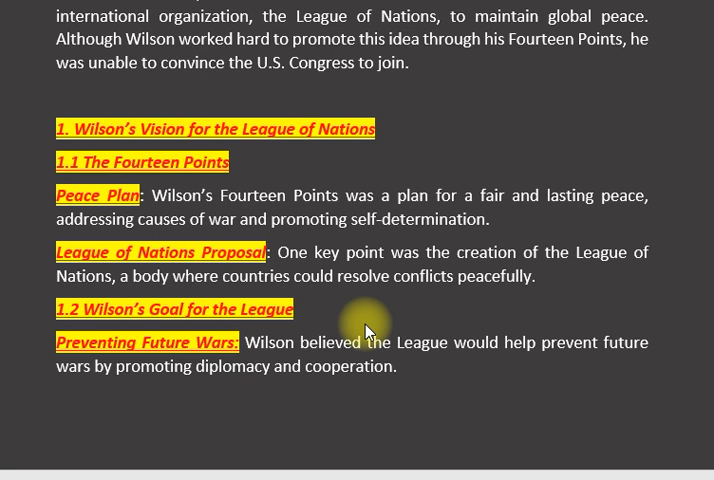 international organization, the League of Nations, to maintain global peace.
Although Wilson worked hard to promote this idea through his Fourteen Points, he
was unable to convince the U.S. Congress to join.
1. Wilson's Vision for the League of Nations
1.1 The Fourteen Points
Peace Plan: Wilson's Fourteen Points was a plan for a fair and lasting peace,
addressing causes of war and promoting self-determination.
League of Nations Proposal: One key point was the creation of the League of
Nations, a body where countries could resolve conflicts peacefully.
1.2 Wilson's Goal for the League
Preventing Future Wars: Wilson believed the League would help prevent future
wars by promoting diplomacy and cooperation.